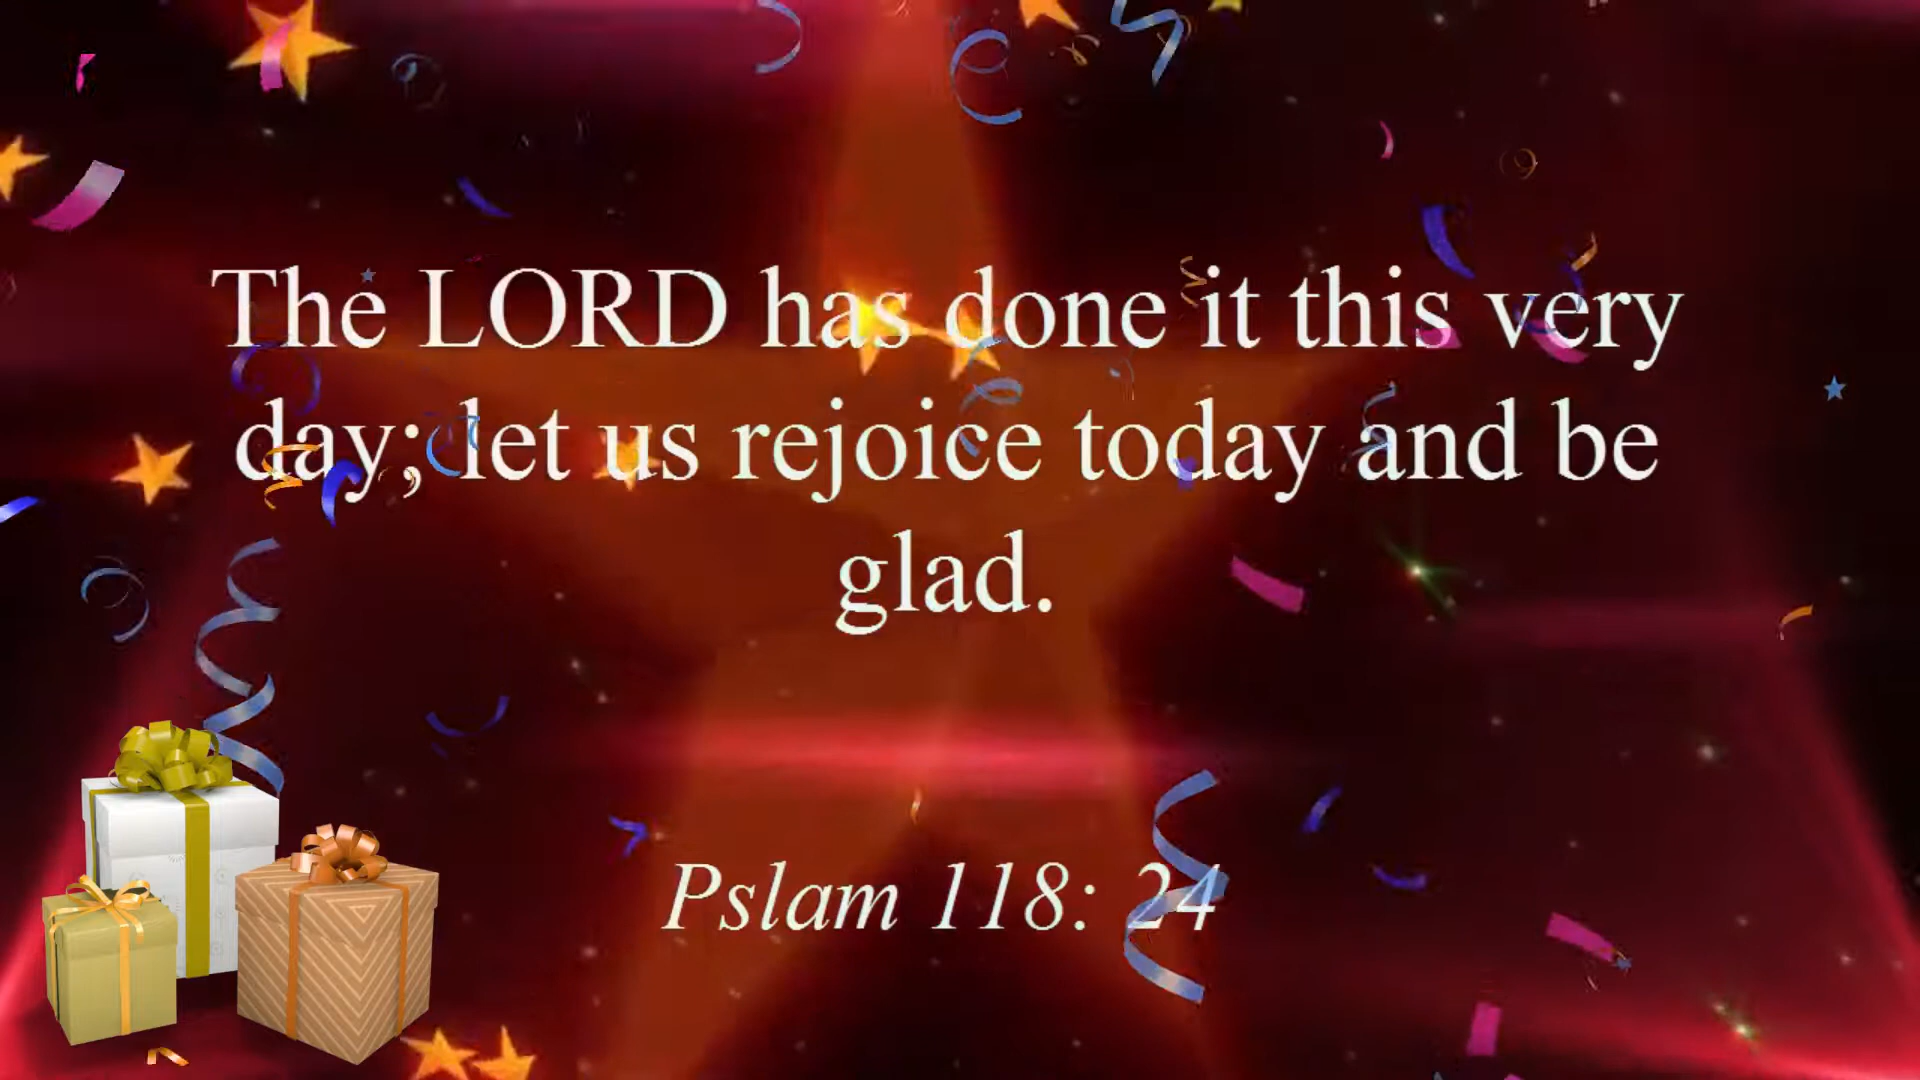 The LORD has done it this very
day; let us rejoice today and be
glad.
Pslam 118: 24